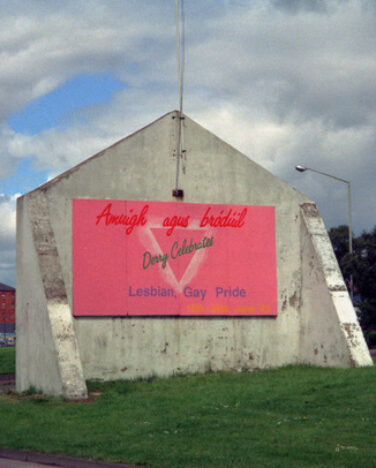 Amuigh agus bródúil
Derry Celebrates
Lesbian, Gay Pride